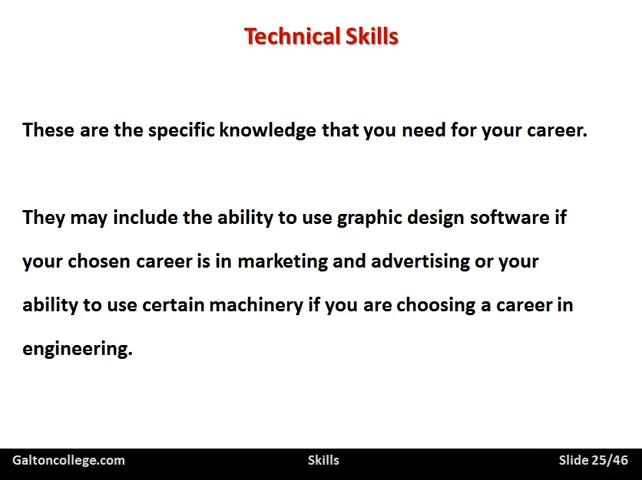 Technical Skills
These are the specific knowledge that you need for your career.
They may include the ability to use graphic design software if
your chosen career is in marketing and advertising or your
ability to use certain machinery if you are choosing a career in
engineering.
Galtoncollege.com Skills Slide 25/46